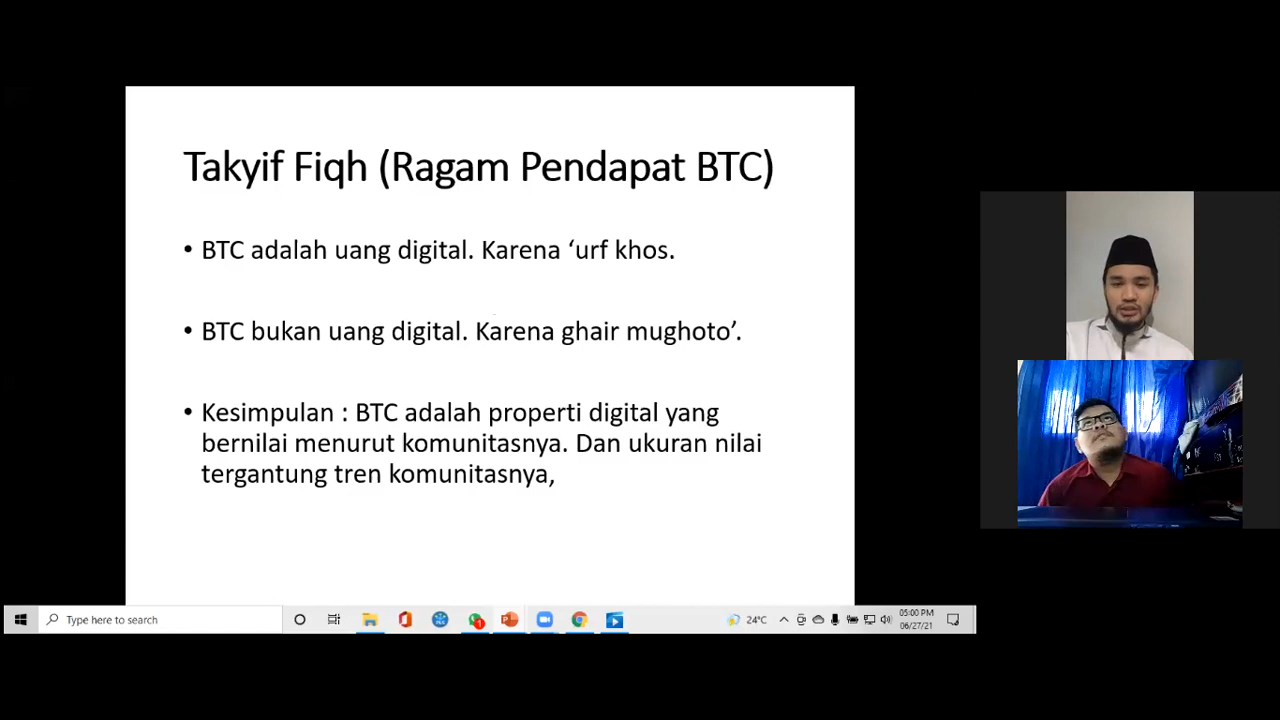 Takyif Fiqh (Ragam Pendapat BTC)
• BTC adalah uang digital. Karena ‘urf khos.
• BTC bukan uang digital. Karena ghair mughoto’.
• Kesimpulan : BTC adalah properti digital yang
bernilai menurut komunitasnya. Dan ukuran nilai
tergantung tren komunitasnya,
Type here to search
1
24°C
05:00 PM
06/27/21